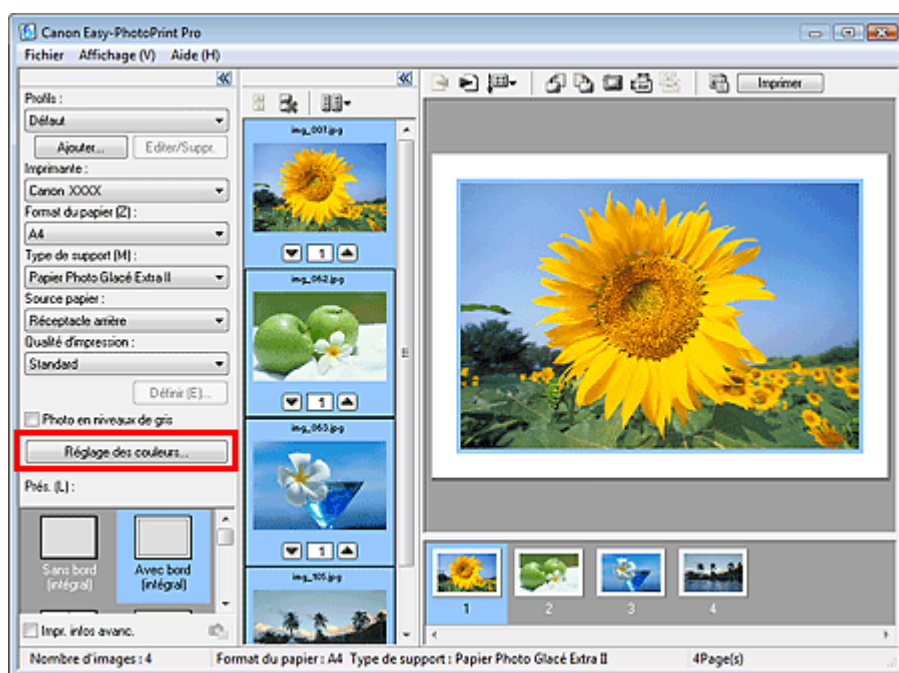 Canon Easy-PhotoPrint Pro
Fichier Affichage (V) Aide (H)
Profils :
Défaut
Ajouter... Editer/Suppr.
Imprimante :
Canon XXXX
Format du papier (Z) :
A4
Type de support (M) :
Papier Photo Glacé Extra II
Source papier :
Réceptacle arrière
Qualité d'impression :
Standard
Définir (E)...
Photo en niveaux de gris
Réglage des couleurs...
Prés. (L) :
Sans bord (intégral)
Avec bord (intégral)
Impr. infos avanc.
img_001.jpg
1
img_062.jpg
1
img_063.jpg
1
img_105.jpg
Imprimer
1 2 3 4
Nombre d'images : 4 Format du papier : A4 Type de support : Papier Photo Glacé Extra II 4Page(s)